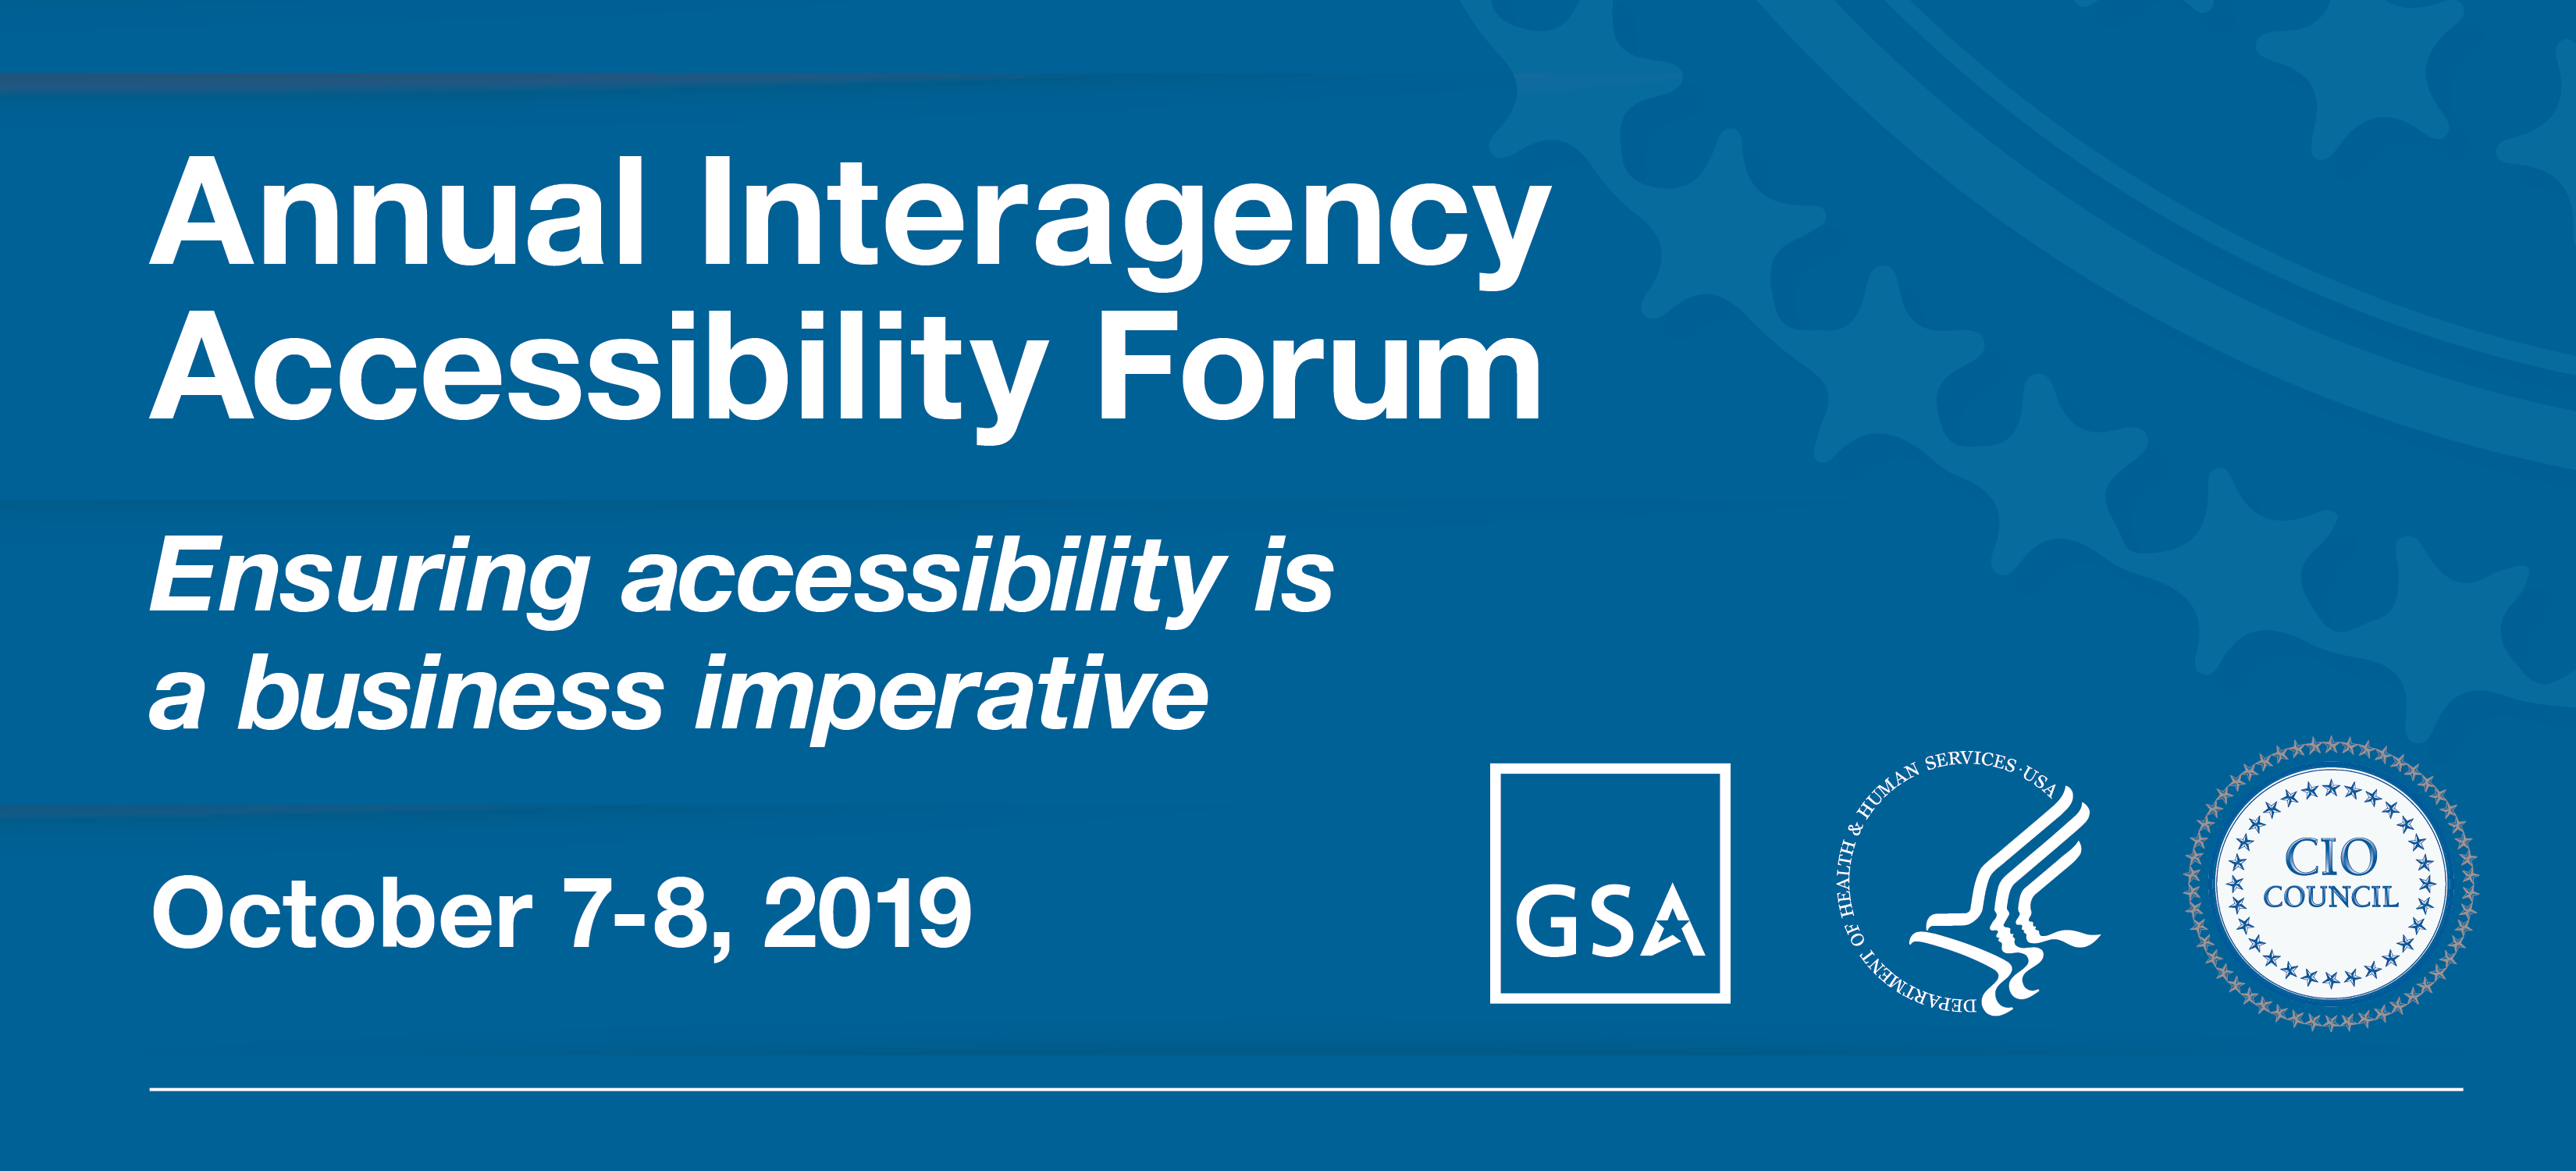 Annual Interagency
Accessibility Forum
Ensuring accessibility is
a business imperative
October 7-8, 2019
GSA
DEPARTMENT OF HEALTH & HUMAN SERVICES · USA
CIO
COUNCIL